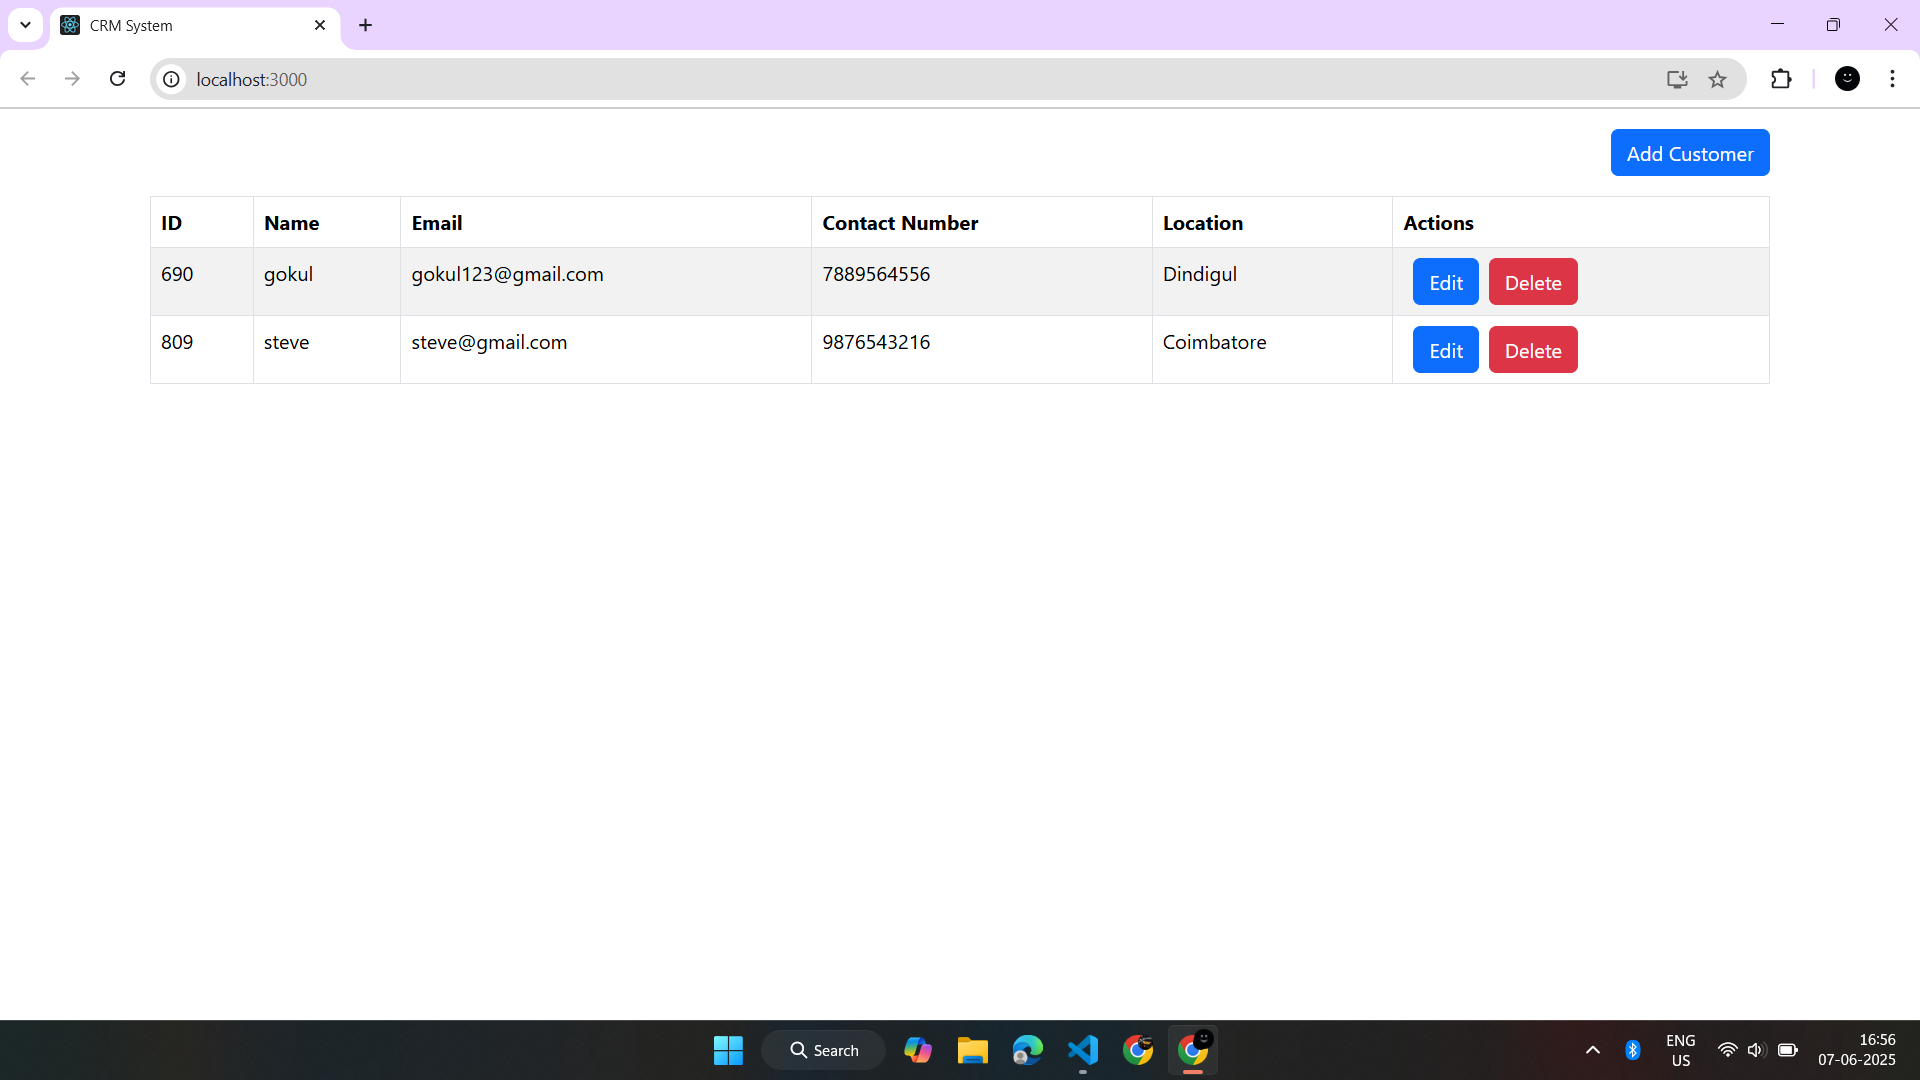 CRM System
localhost:3000
Add Customer
ID Name Email Contact Number Location Actions
690 gokul gokul123@gmail.com 7889564556 Dindigul Edit Delete
809 steve steve@gmail.com 9876543216 Coimbatore Edit Delete
Search
ENG
US
16:56
07-06-2025